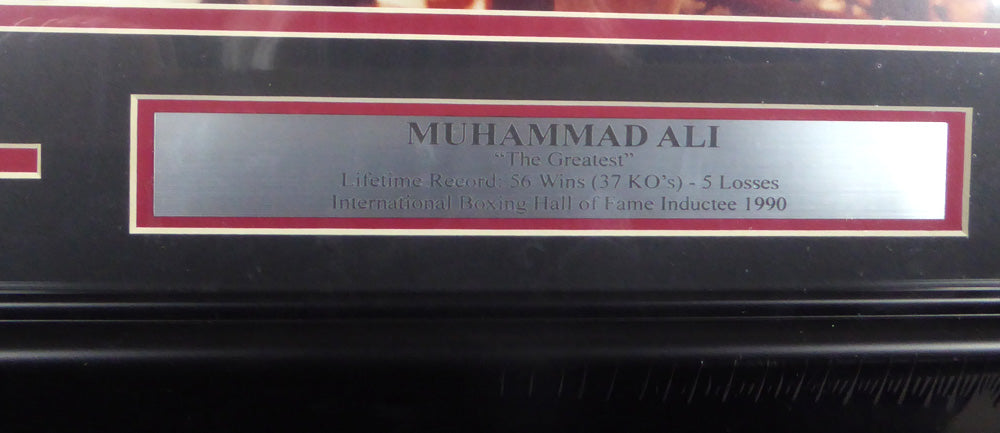 MUHAMMAD ALI
“The Greatest”
Lifetime Record: 56 Wins (37 KO's) - 5 Losses
International Boxing Hall of Fame Inductee 1990